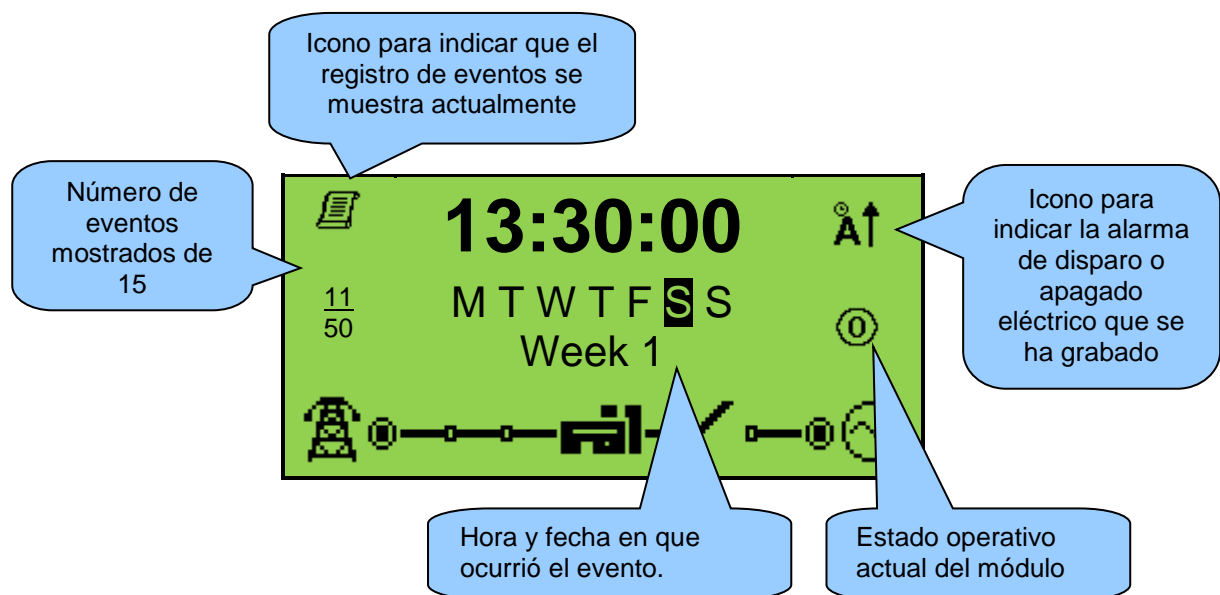 Icono para indicar que el
registro de eventos se
muestra actualmente
Número de
eventos
mostrados de
15
13:30:00
A
Icono para
indicar la alarma
de disparo o
apagado
eléctrico que se
ha grabado
11
50
M T W T F S S
Week 1
0
Hora y fecha en que
ocurrió el evento.
Estado operativo
actual del módulo